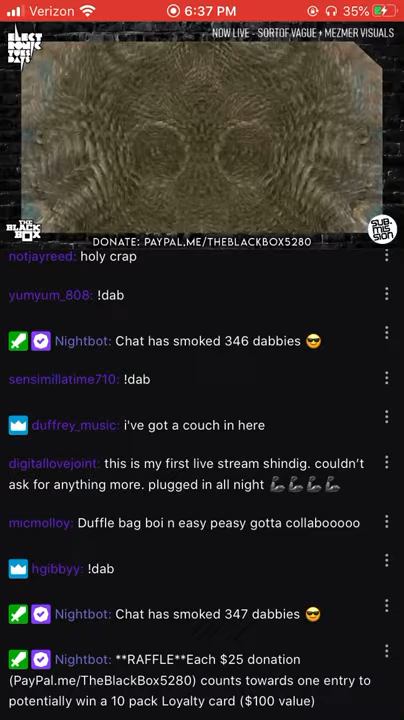 Verizon 6:37 PM 35%
ELECTRONIC
TUESDAYS
NOW LIVE - SORTOF VAGUE + MEZMER VISUALS
THE
BLACK
BOX
SUB.
MIS
SION
DONATE: PAYPAL.ME/THEBLACKBOX5280
notjayreed: holy crap
yumyum_808: !dab
Nightbot: Chat has smoked 346 dabbies 😎
sensimillatime710: !dab
duffrey_music: i've got a couch in here
digitallovejoint: this is my first live stream shindig. couldn't
ask for anything more. plugged in all night 🦾🦾🦾🦾
micmolloy: Duffle bag boi n easy peasy gotta collabooooo
hgibbyy: !dab
Nightbot: Chat has smoked 347 dabbies 😎
Nightbot: **RAFFLE**Each $25 donation
(PayPal.me/TheBlackBox5280) counts towards one entry to
potentially win a 10 pack Loyalty card ($100 value)